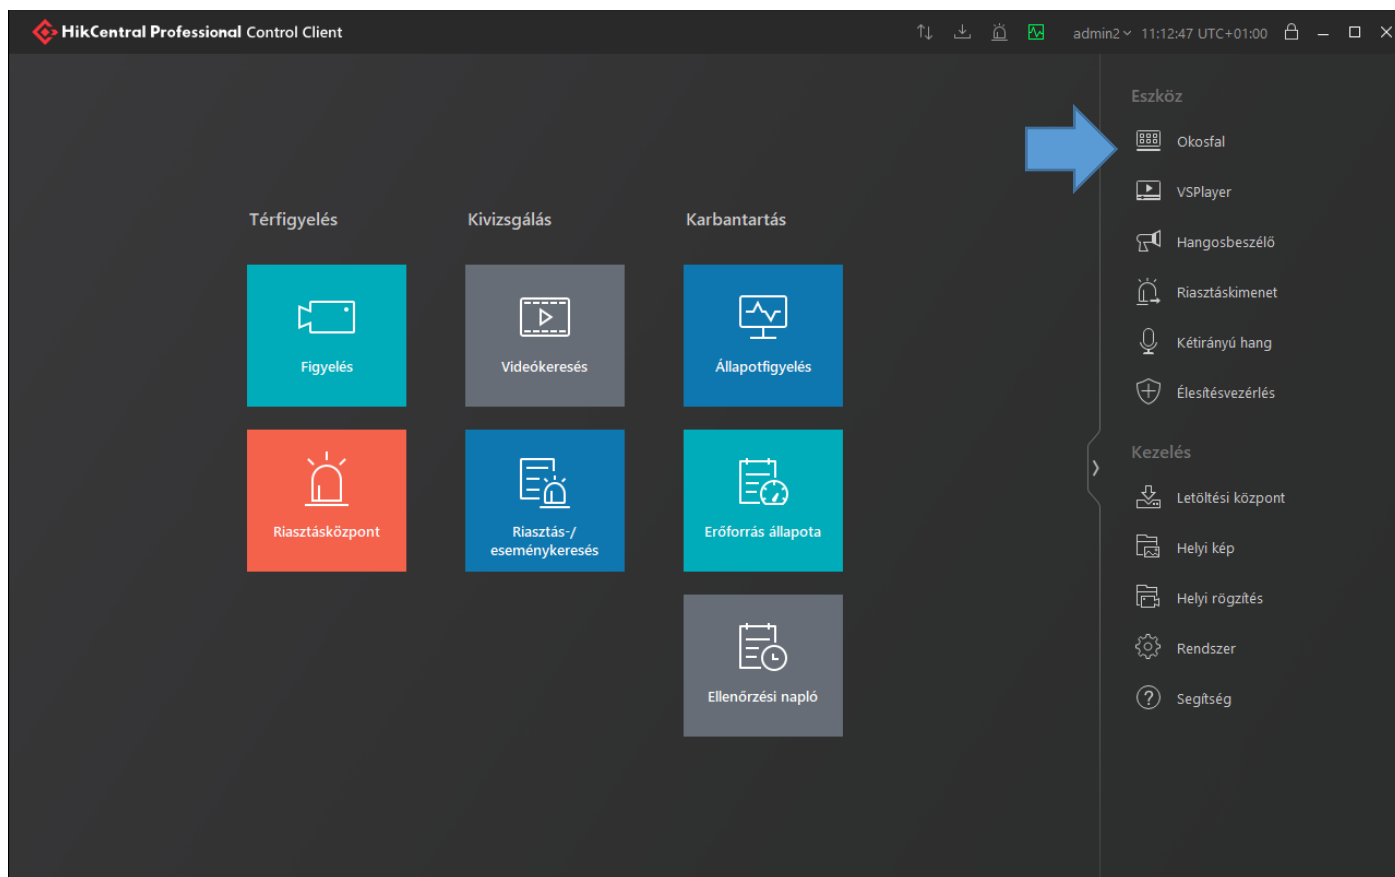 HikCentral Professional Control Client
admin2 11:12:47 UTC+01:00
Térfigyelés
Kivizsgálás
Karbantartás
Figyelés
Videókeresés
Állapotfigyelés
Riasztásközpont
Riasztás-/
eseménykeresés
Erőforrás állapota
Ellenőrzési napló
Eszköz
Okosfal
VSPlayer
Hangosbeszélő
Riasztáskimenet
Kétirányú hang
Élesítésvezérlés
Kezelés
Letöltési központ
Helyi kép
Helyi rögzítés
Rendszer
Segítség